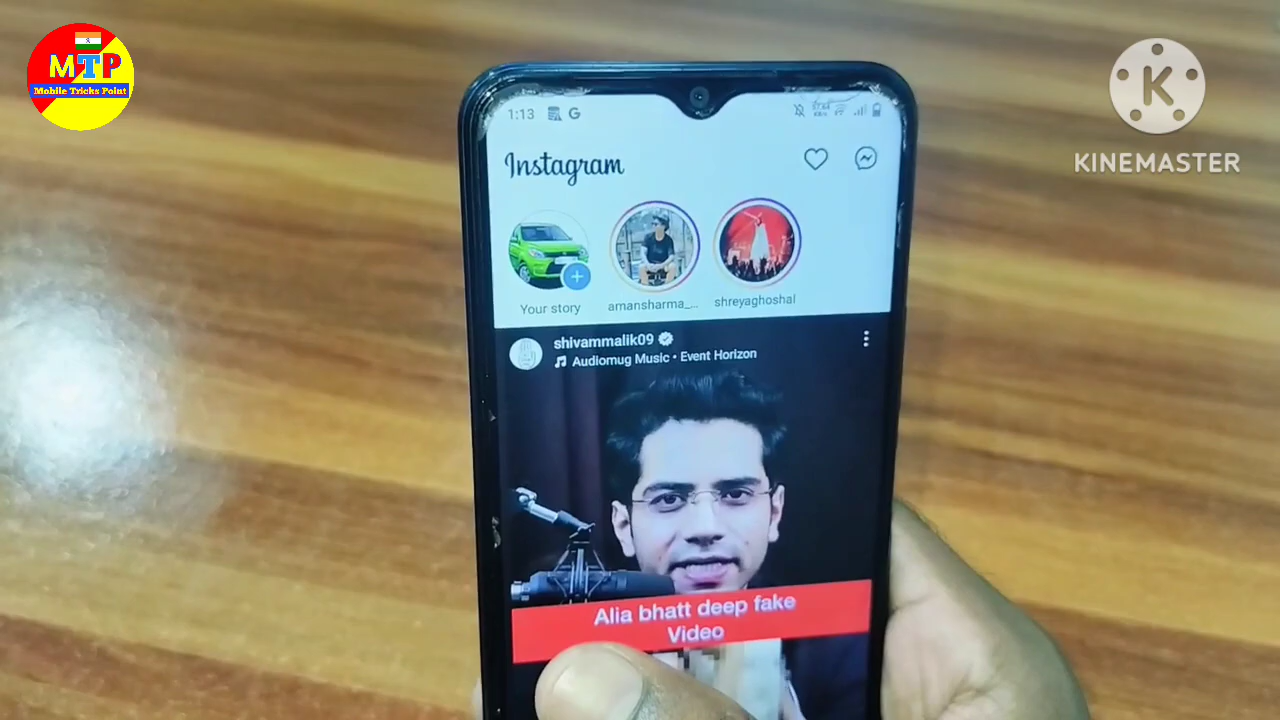 MTP
Mobile Tricks Point
K
KINEMASTER
1:13
G
Instagram
Your story
amansharma_...
shreyaghoshal
shivammalik09
Audiomug Music • Event Horizon
Alia bhatt deep fake
Video